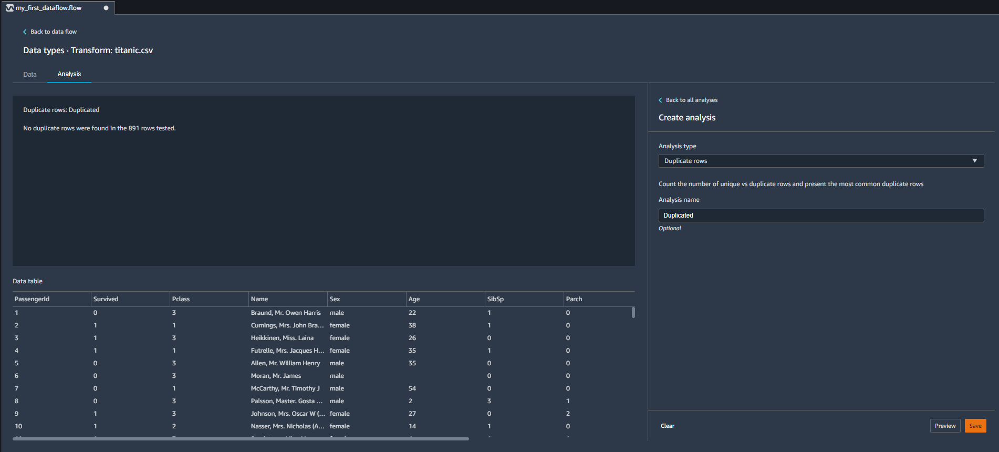 my_first_dataflow.flow
Back to data flow
Data types · Transform: titanic.csv
Data Analysis
Duplicate rows: Duplicated
No duplicate rows were found in the 891 rows tested.
Data table
PassengerId Survived Pclass Name Sex Age SibSp Parch
1 0 3 Braund, Mr. Owen Harris male 22 1 0
2 1 1 Cumings, Mrs. John Bra... female 38 1 0
3 1 3 Heikkinen, Miss. Laina female 26 0 0
4 1 1 Futrelle, Mrs. Jacques H... female 35 1 0
5 0 3 Allen, Mr. William Henry male 35 0 0
6 0 3 Moran, Mr. James male 0 0
7 0 1 McCarthy, Mr. Timothy J male 54 0 0
8 0 3 Palsson, Master. Gosta ... male 2 3 1
9 1 3 Johnson, Mrs. Oscar W (... female 27 0 2
10 1 2 Nasser, Mrs. Nicholas (A... female 14 1 0
Back to all analyses
Create analysis
Analysis type
Duplicate rows
Count the number of unique vs duplicate rows and present the most common duplicate rows
Analysis name
Duplicated
Optional
Clear Preview Save